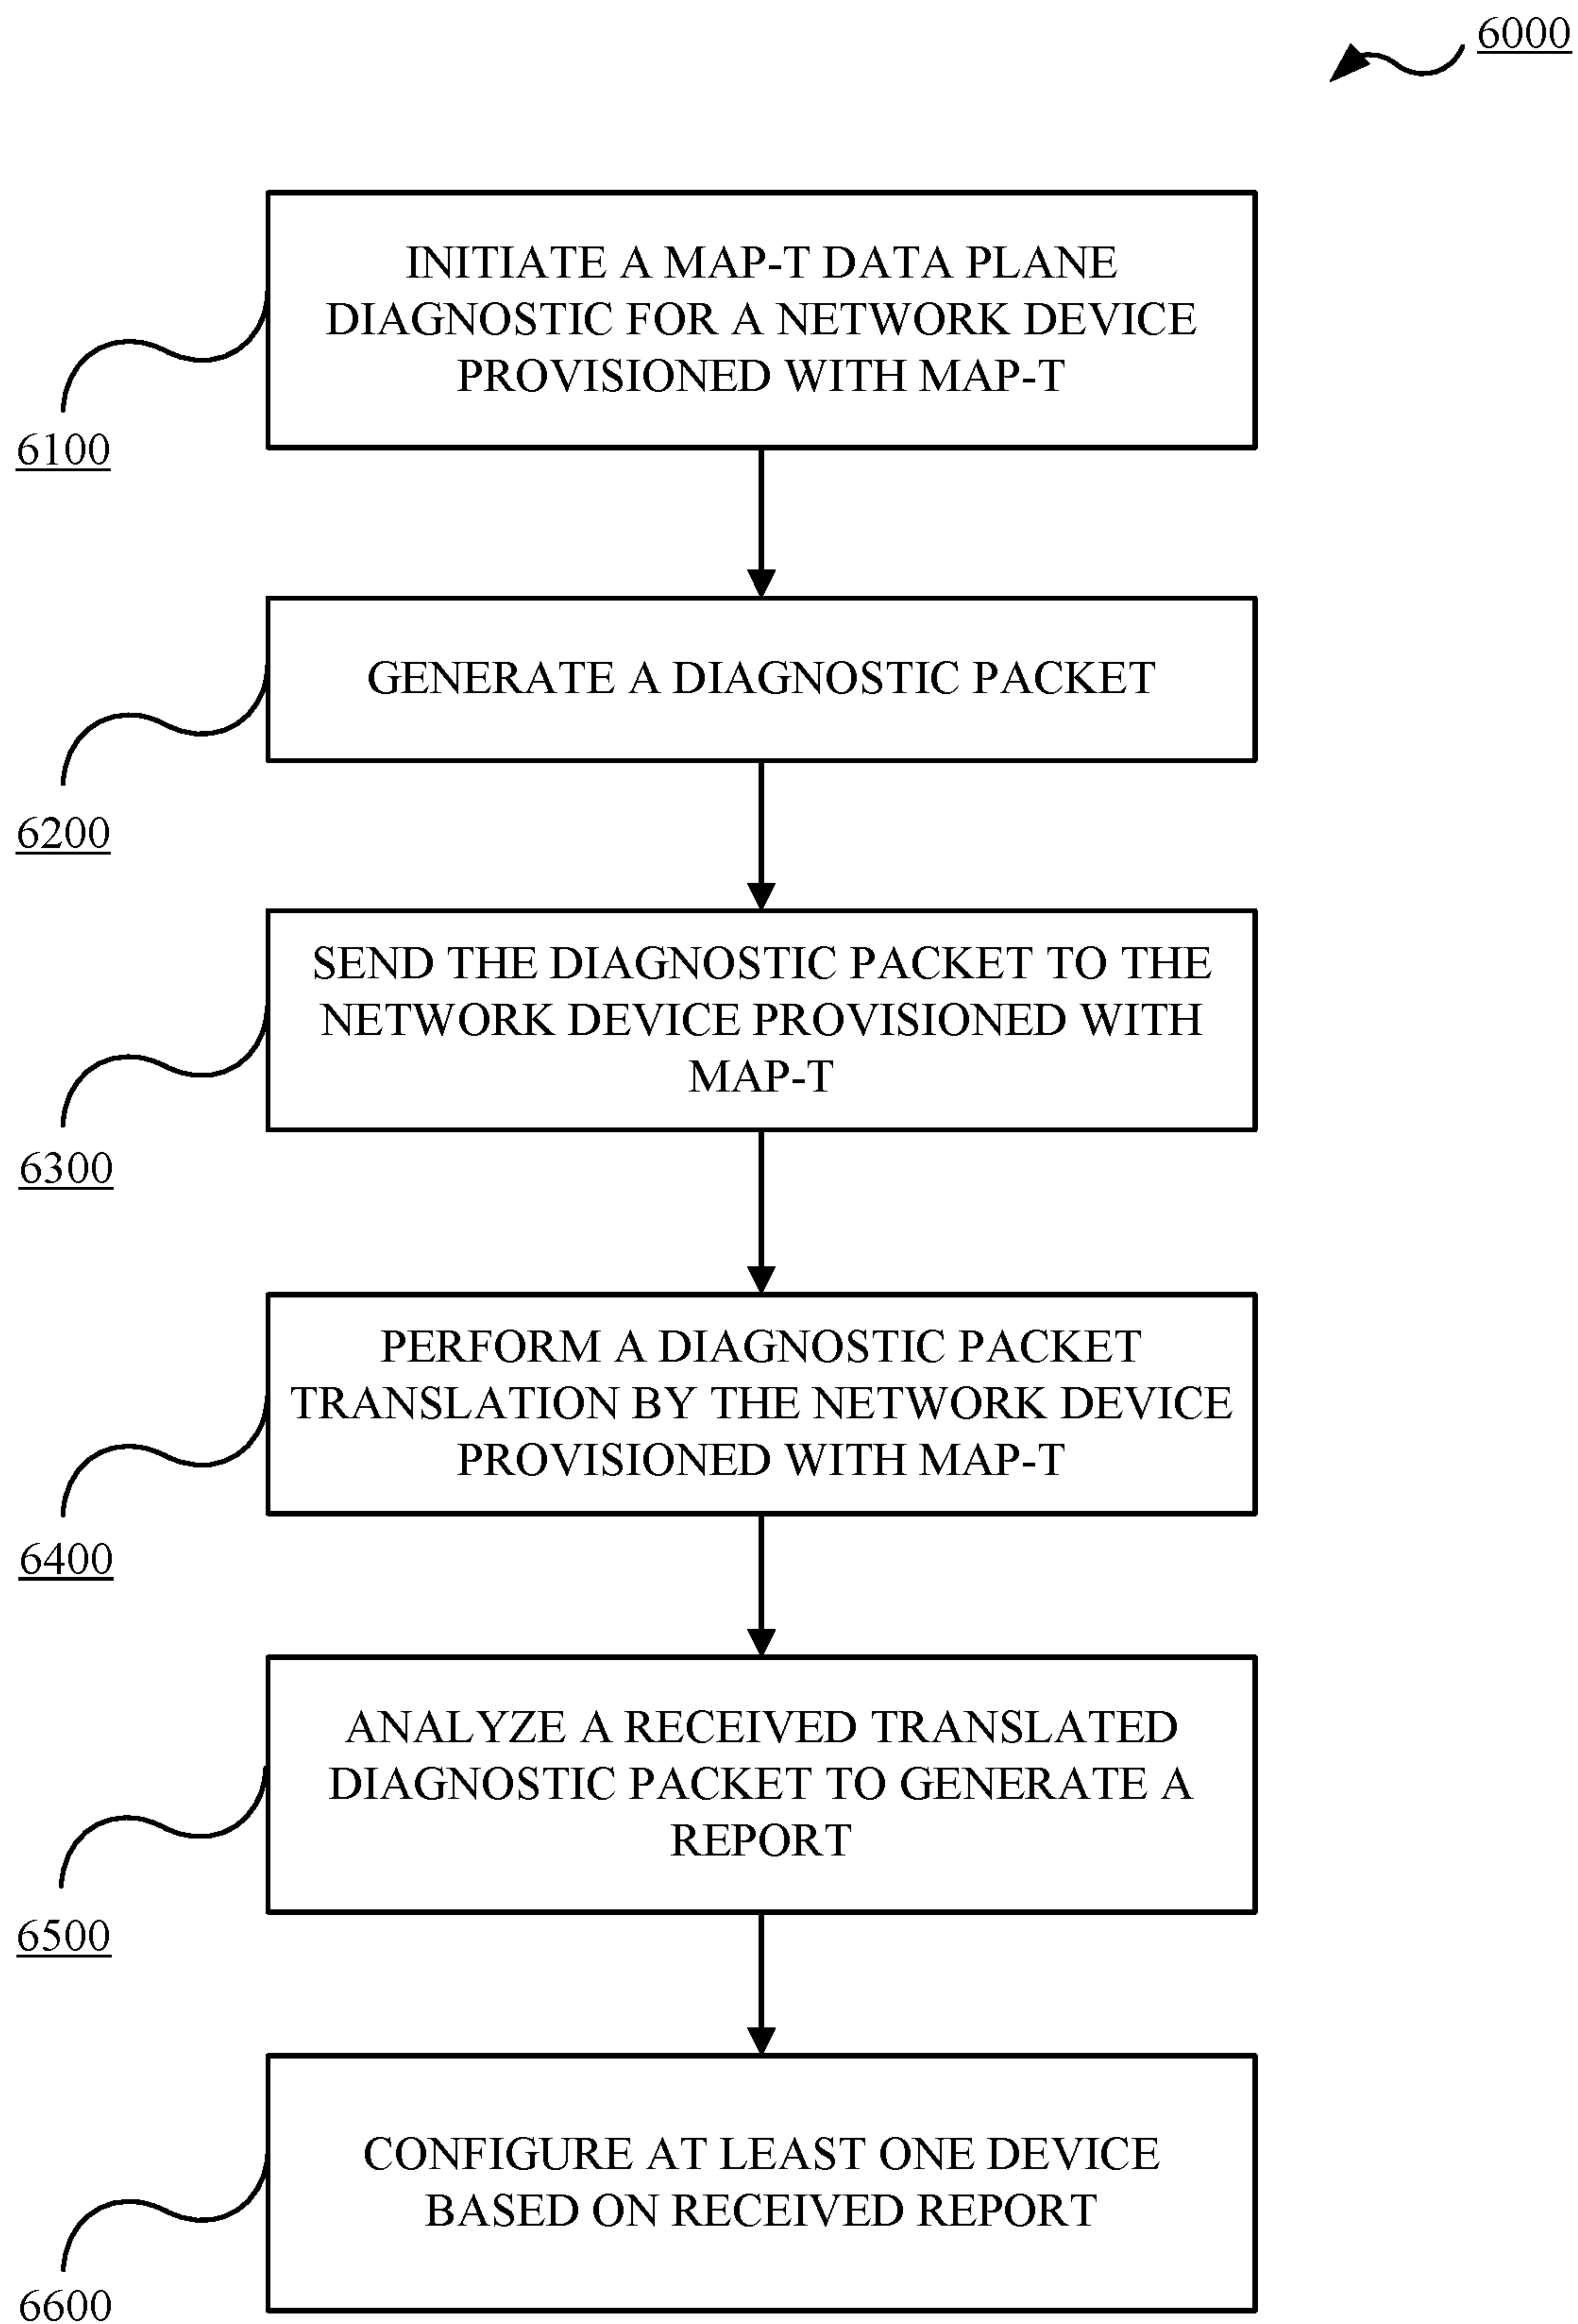 6000
INITIATE A MAP-T DATA PLANE
DIAGNOSTIC FOR A NETWORK DEVICE
PROVISIONED WITH MAP-T
6100
GENERATE A DIAGNOSTIC PACKET
6200
SEND THE DIAGNOSTIC PACKET TO THE
NETWORK DEVICE PROVISIONED WITH
MAP-T
6300
PERFORM A DIAGNOSTIC PACKET
TRANSLATION BY THE NETWORK DEVICE
PROVISIONED WITH MAP-T
6400
ANALYZE A RECEIVED TRANSLATED
DIAGNOSTIC PACKET TO GENERATE A
REPORT
6500
CONFIGURE AT LEAST ONE DEVICE
BASED ON RECEIVED REPORT
6600